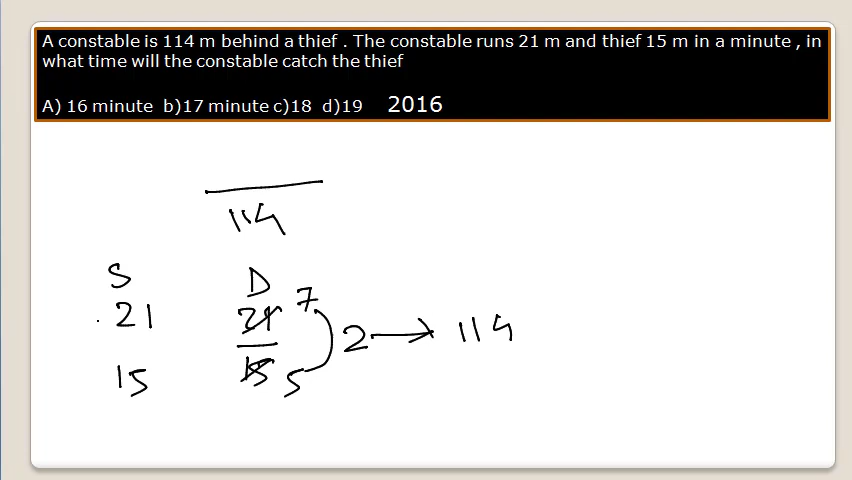 A constable is 114 m behind a thief . The constable runs 21 m and thief 15 m in a minute , in
what time will the constable catch the thief
A) 16 minute b)17 minute c)18 d)19 2016
114
S D
21 21 7
2 → 114
15 15 5